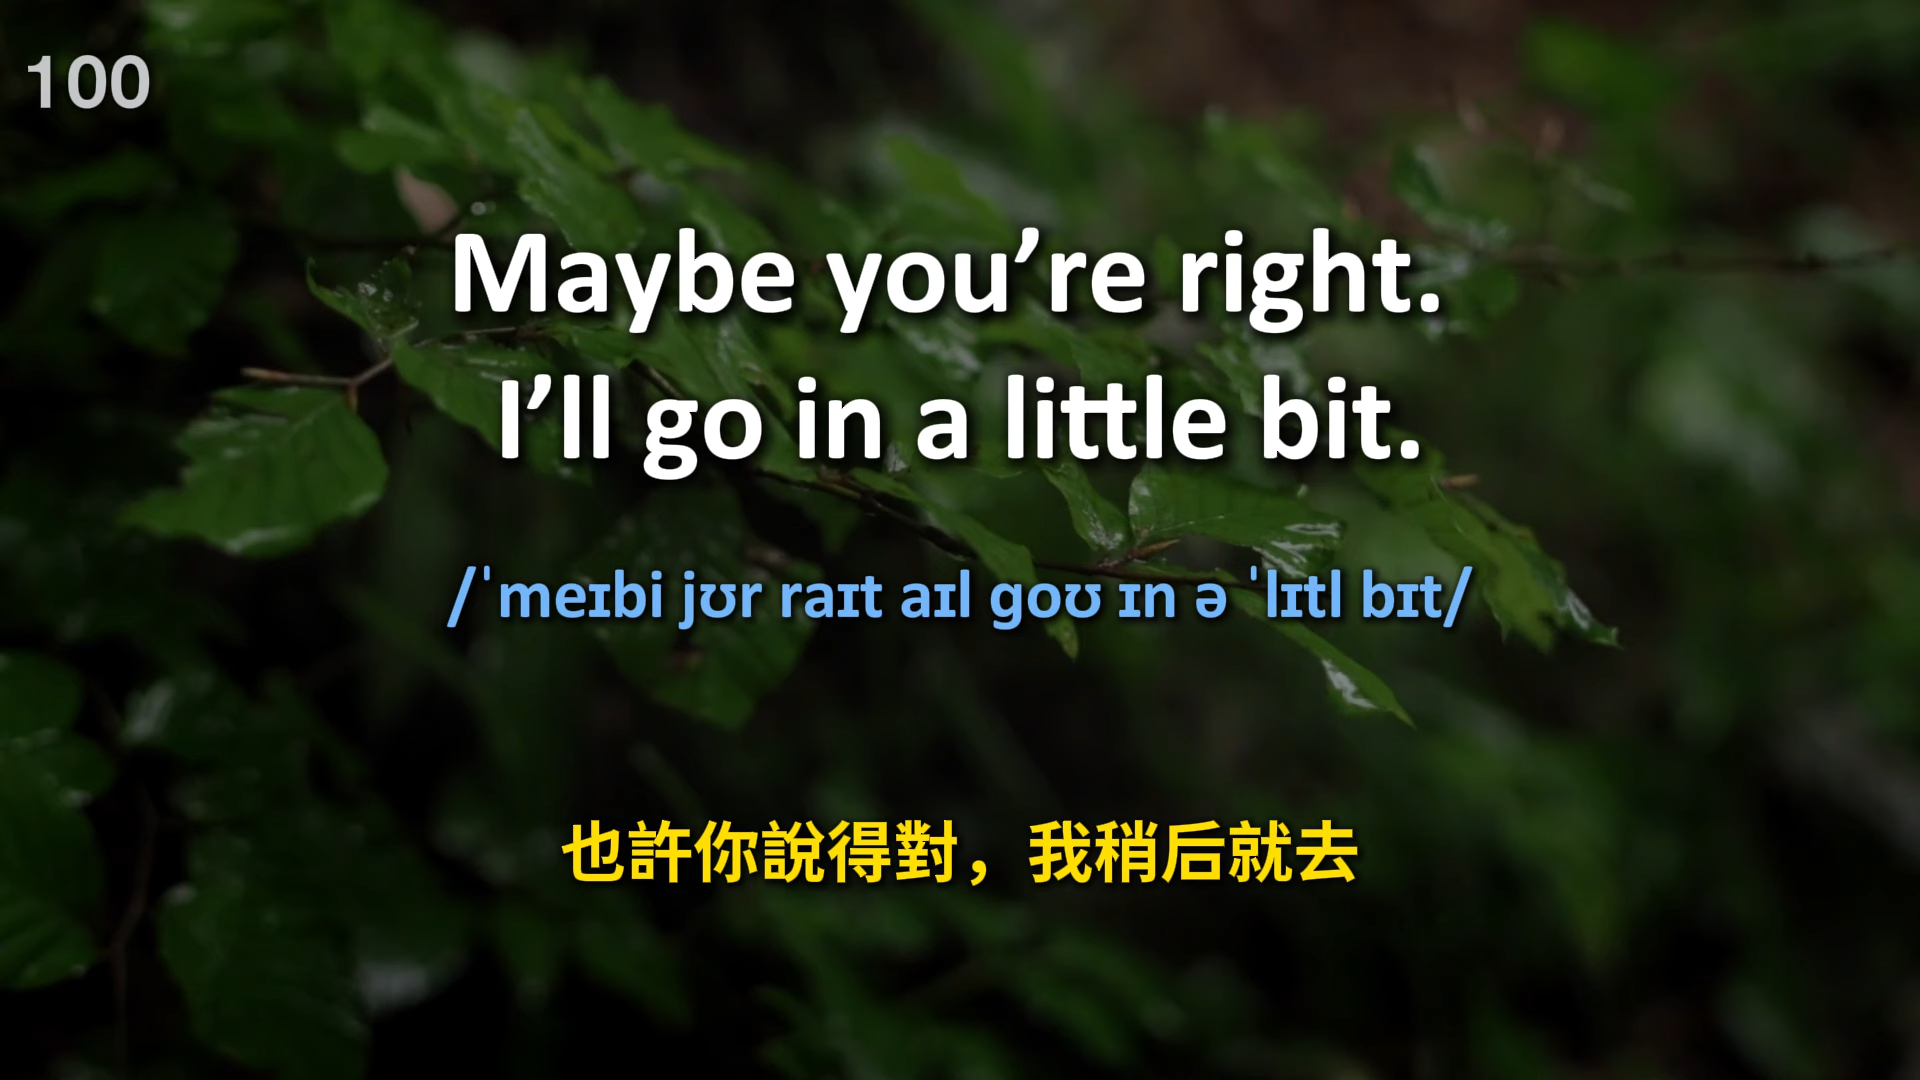 100
Maybe you’re right.
I’ll go in a little bit.
/ˈmeɪbi jʊr raɪt aɪl goʊ ɪn ə ˈlɪtl bɪt/
也許你說得對，我稍后就去